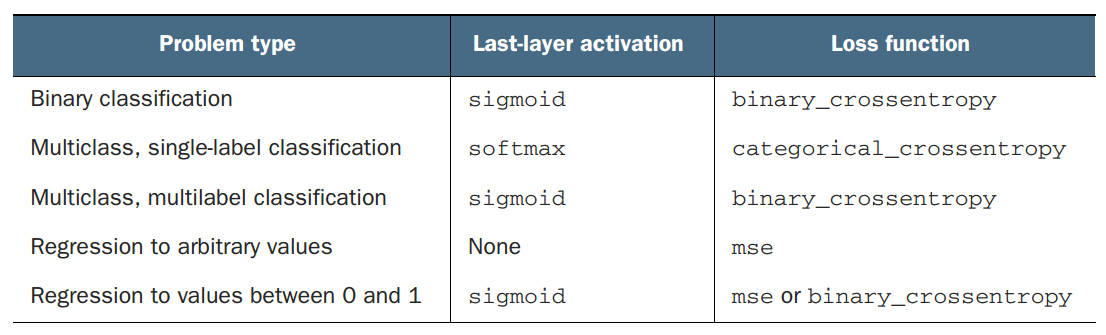 Problem type Last-layer activation Loss function
Binary classification sigmoid binary_crossentropy
Multiclass, single-label classification softmax categorical_crossentropy
Multiclass, multilabel classification sigmoid binary_crossentropy
Regression to arbitrary values None mse
Regression to values between 0 and 1 sigmoid mse or binary_crossentropy